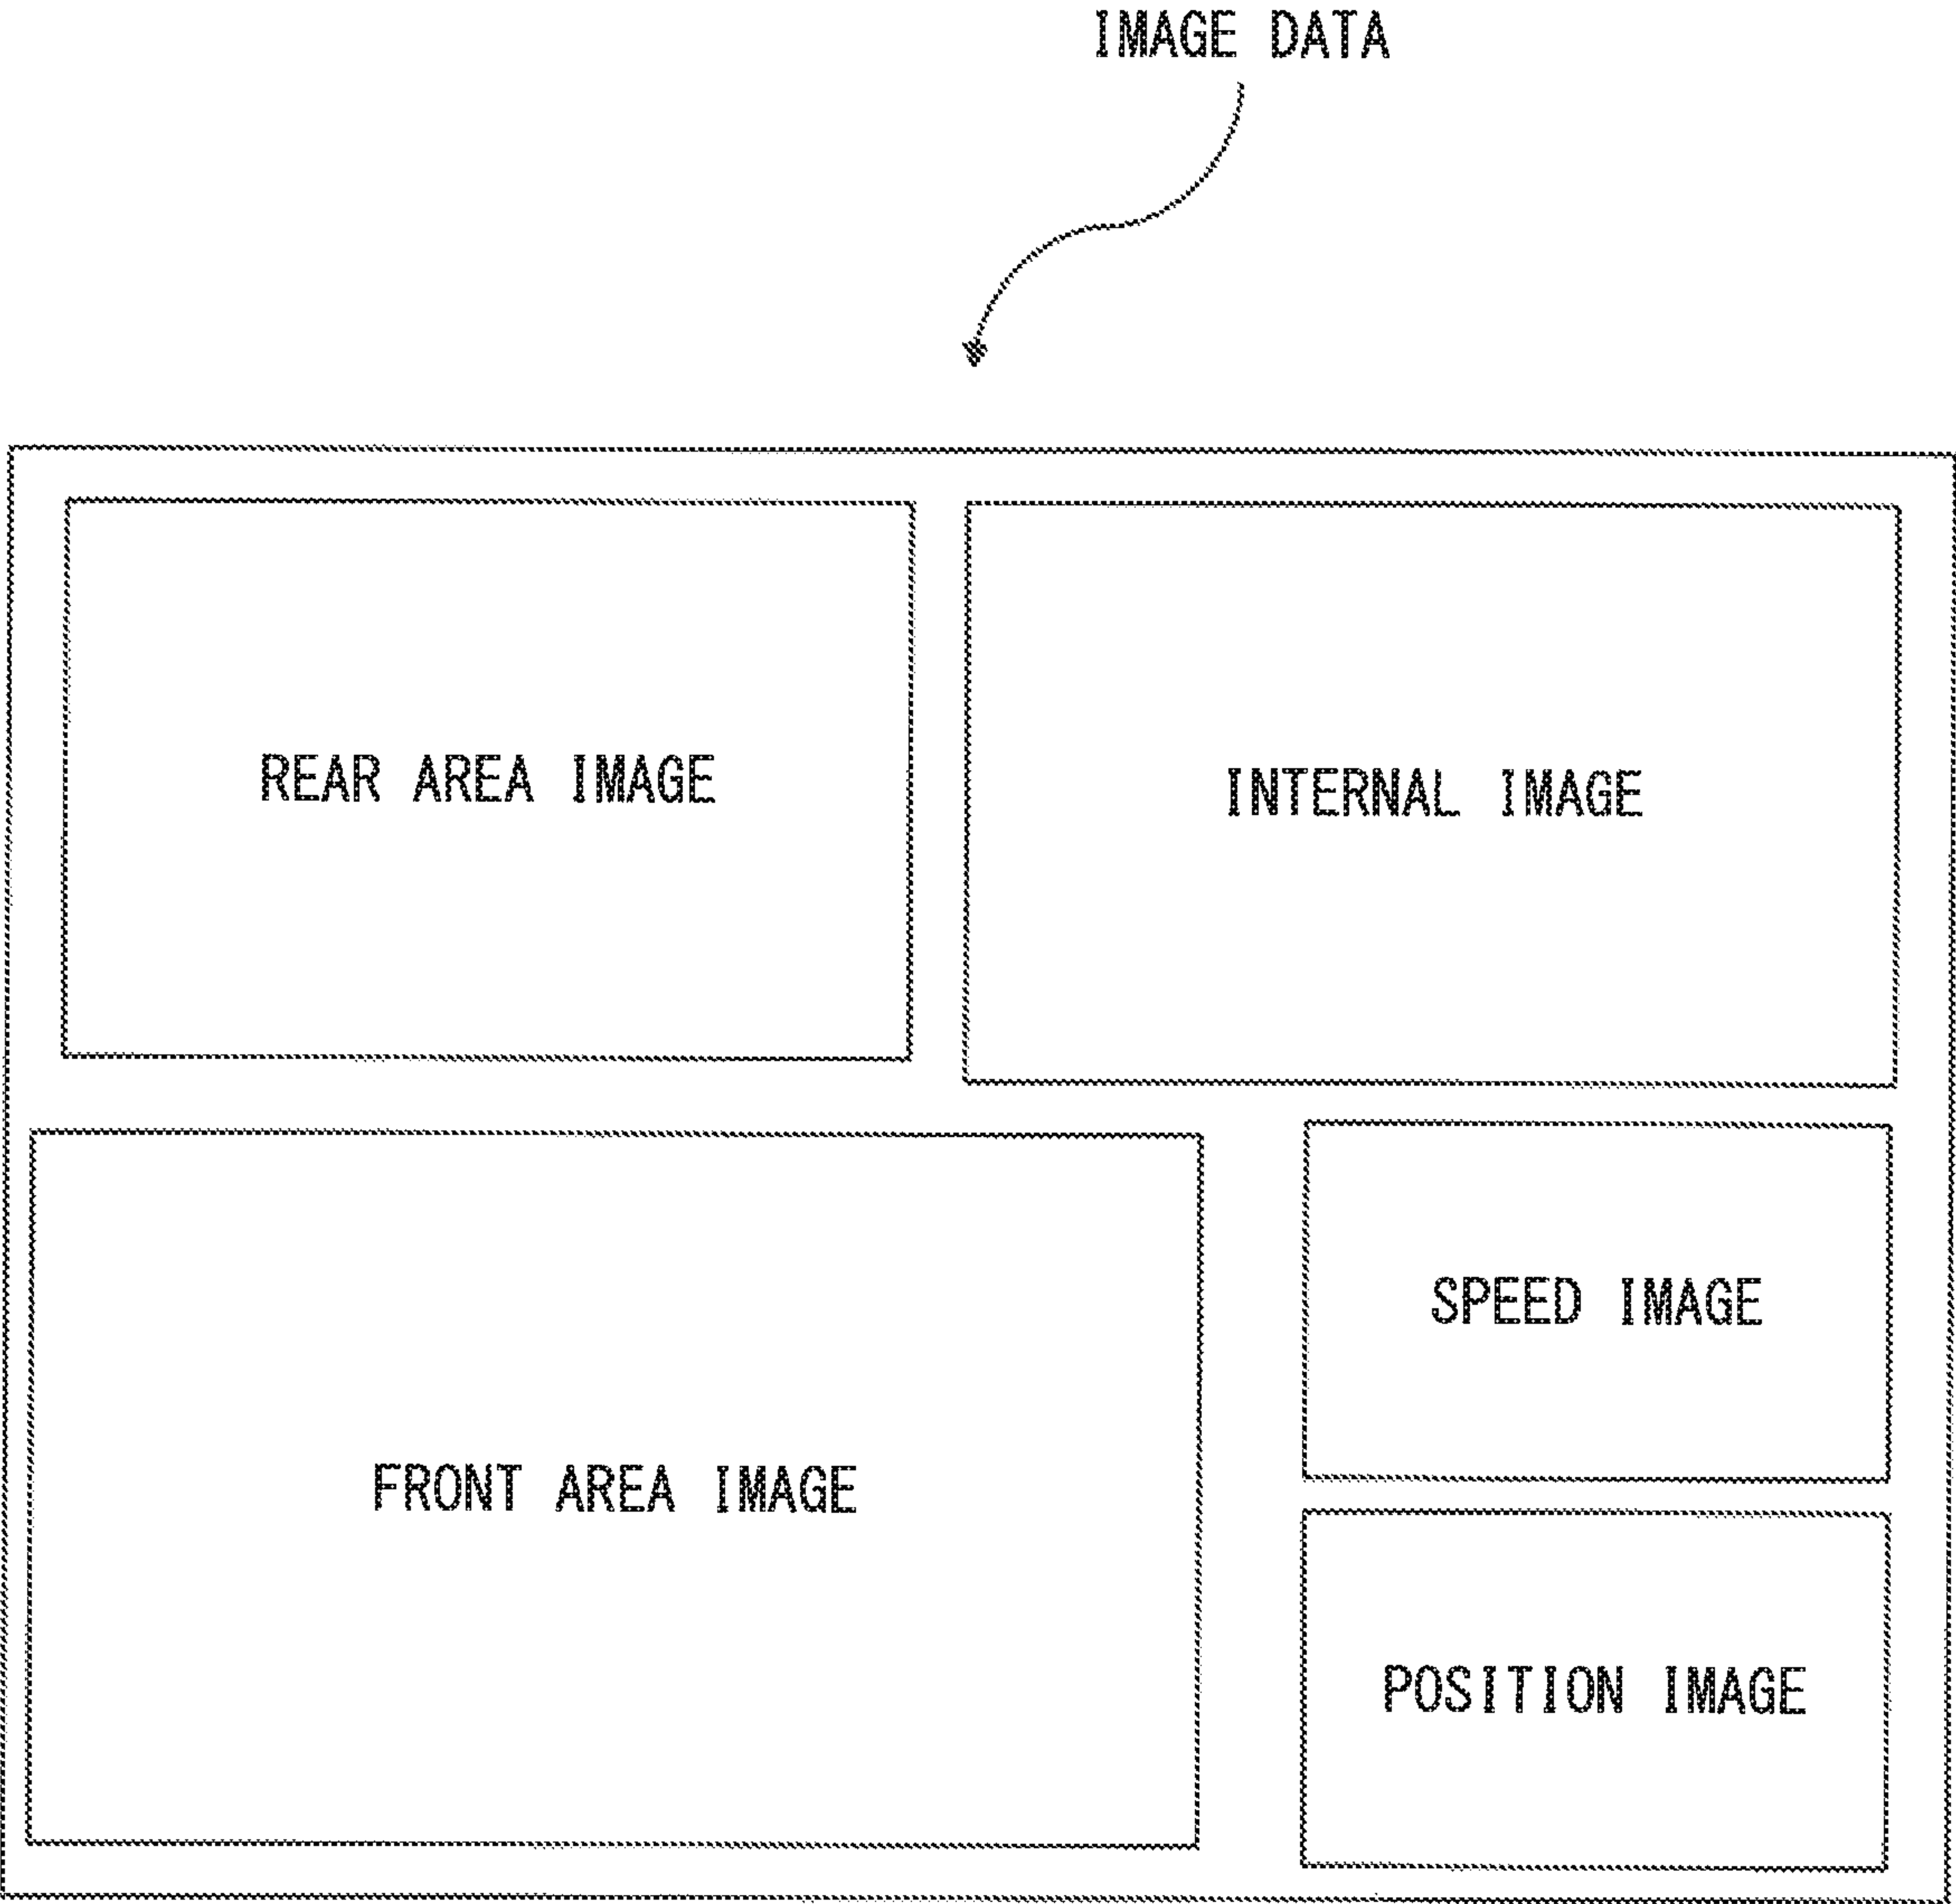 IMAGE DATA
REAR AREA IMAGE
INTERNAL IMAGE
SPEED IMAGE
FRONT AREA IMAGE
POSITION IMAGE